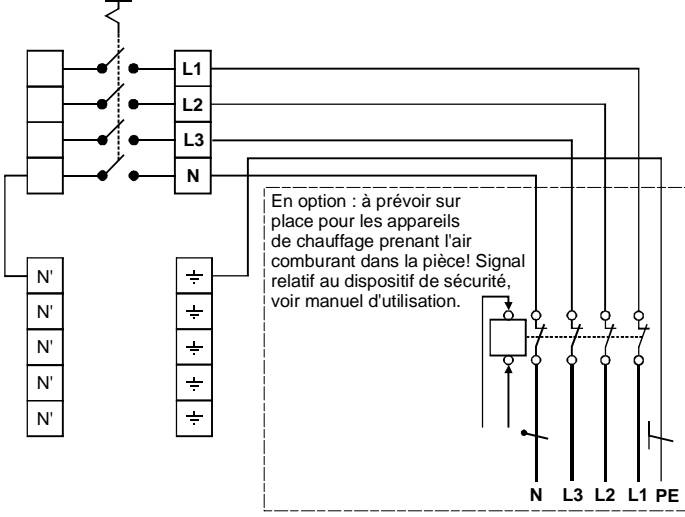 L1
L2
L3
N
En option : à prévoir sur
place pour les appareils
de chauffage prenant l'air
comburant dans la pièce! Signal
relatif au dispositif de sécurité,
voir manuel d'utilisation.
N'
N'
N'
N'
N'
N L3 L2 L1 PE